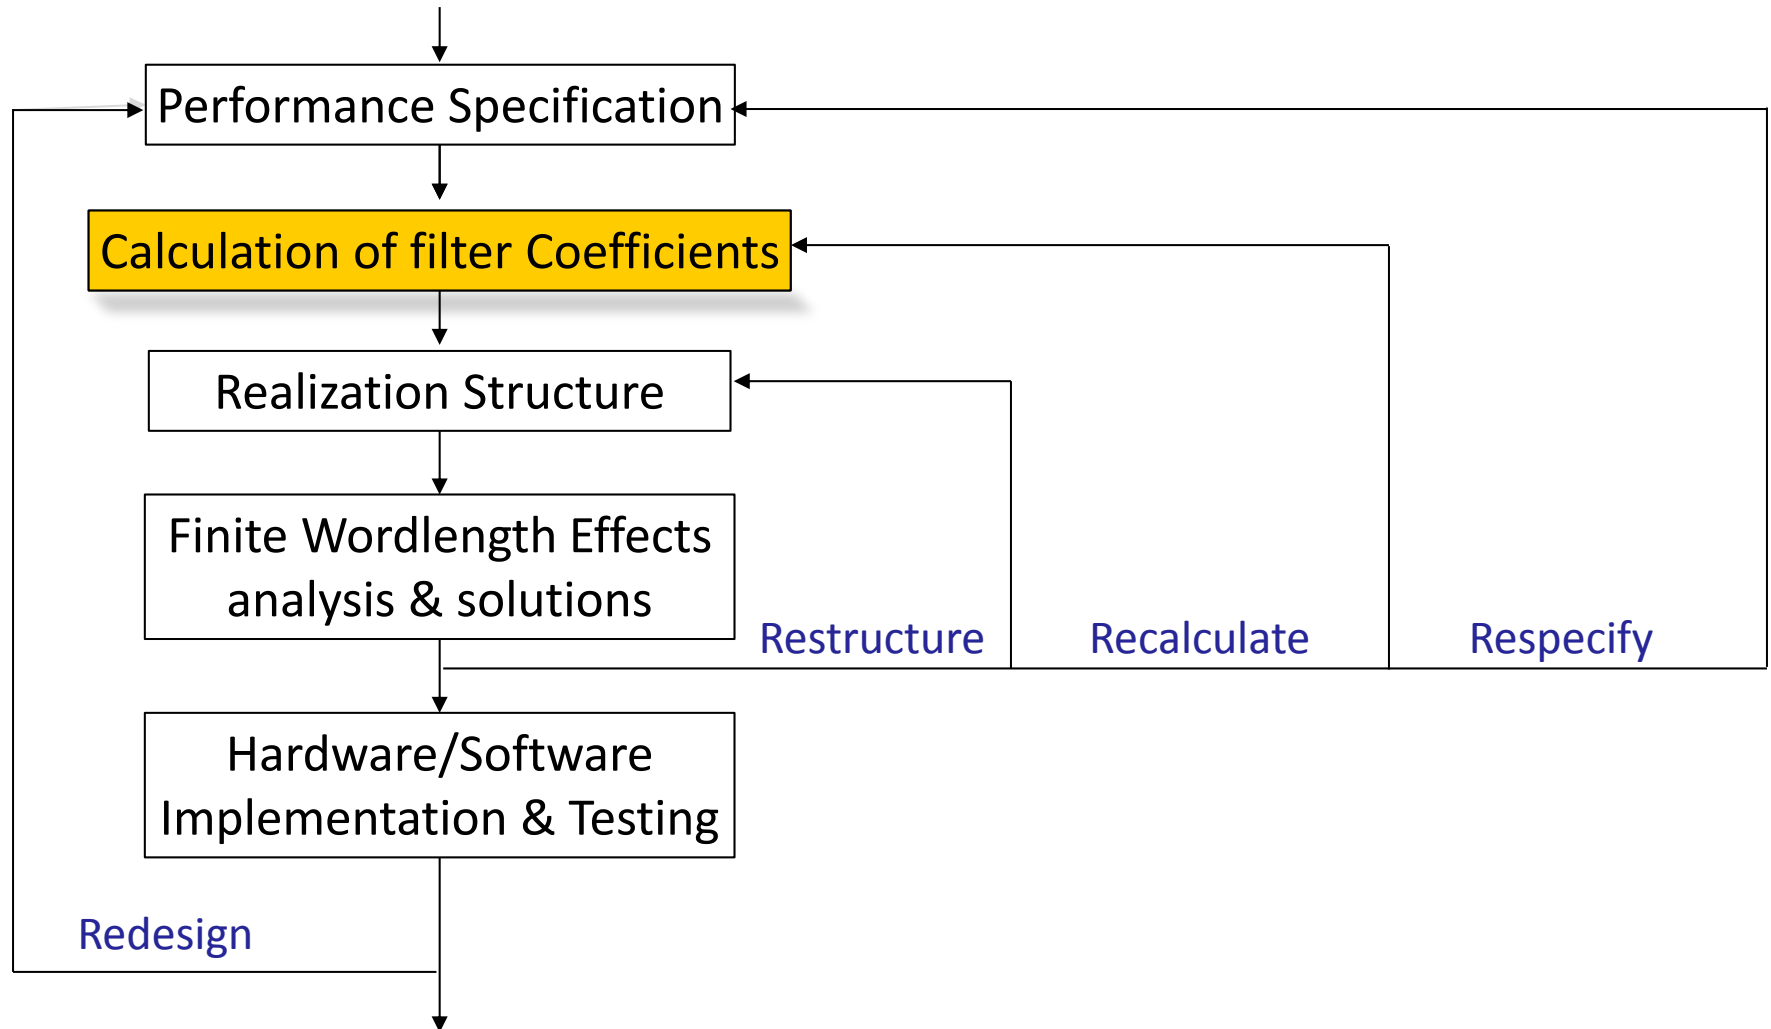 Performance Specification
Calculation of filter Coefficients
Realization Structure
Finite Wordlength Effects
analysis & solutions
Restructure
Recalculate
Respecify
Hardware/Software
Implementation & Testing
Redesign